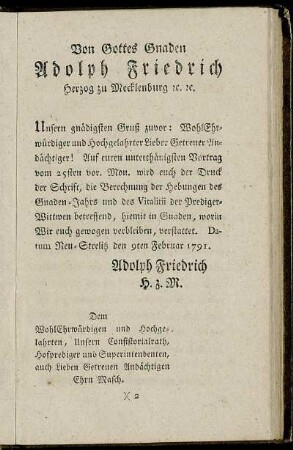 Von Gottes Gnaden
Adolph Friedrich
Herzog zu Mecklenburg ꝛc. ꝛc.
Unsern gnädigsten Gruß zuvor: WohlEhr-
würdiger und Hochgelahrter Lieber Getreuer An-
dächtiger! Auf euren unterthänigsten Vortrag
vom 25sten vor. Mon. wird euch der Druck
der Schrift, die Berechnung der Hebungen des
Gnaden-Jahrs und des Vitalitii der Prediger-
Wittwen betreffend, hiemit in Gnaden, worin
Wir euch gewogen verbleiben, verstattet. Da-
tum Neu-Strelitz den 9ten Februar 1791.
Adolph Friedrich
H. z. M.
Dem
WohlEhrwürdigen und Hochge-
lahrten, Unsern Consistorialrath,
Hofprediger und Superintendenten,
auch Lieben Getreuen Andächtigen
Ehrn Masch.
)( 2